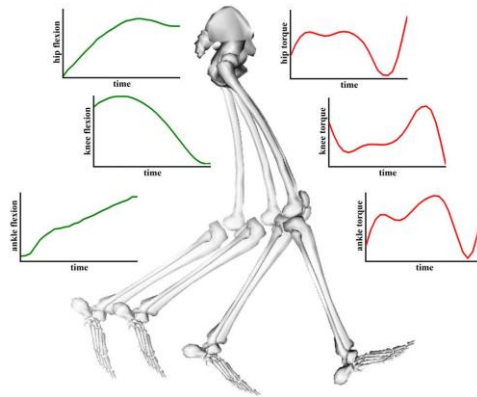 hip flexion
time
hip torque
time
knee flexion
time
knee torque
time
ankle flexion
time
ankle torque
time